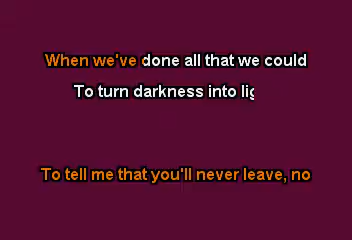 When we've done all that we could
To turn darkness into
To tell me that you'll never leave, no